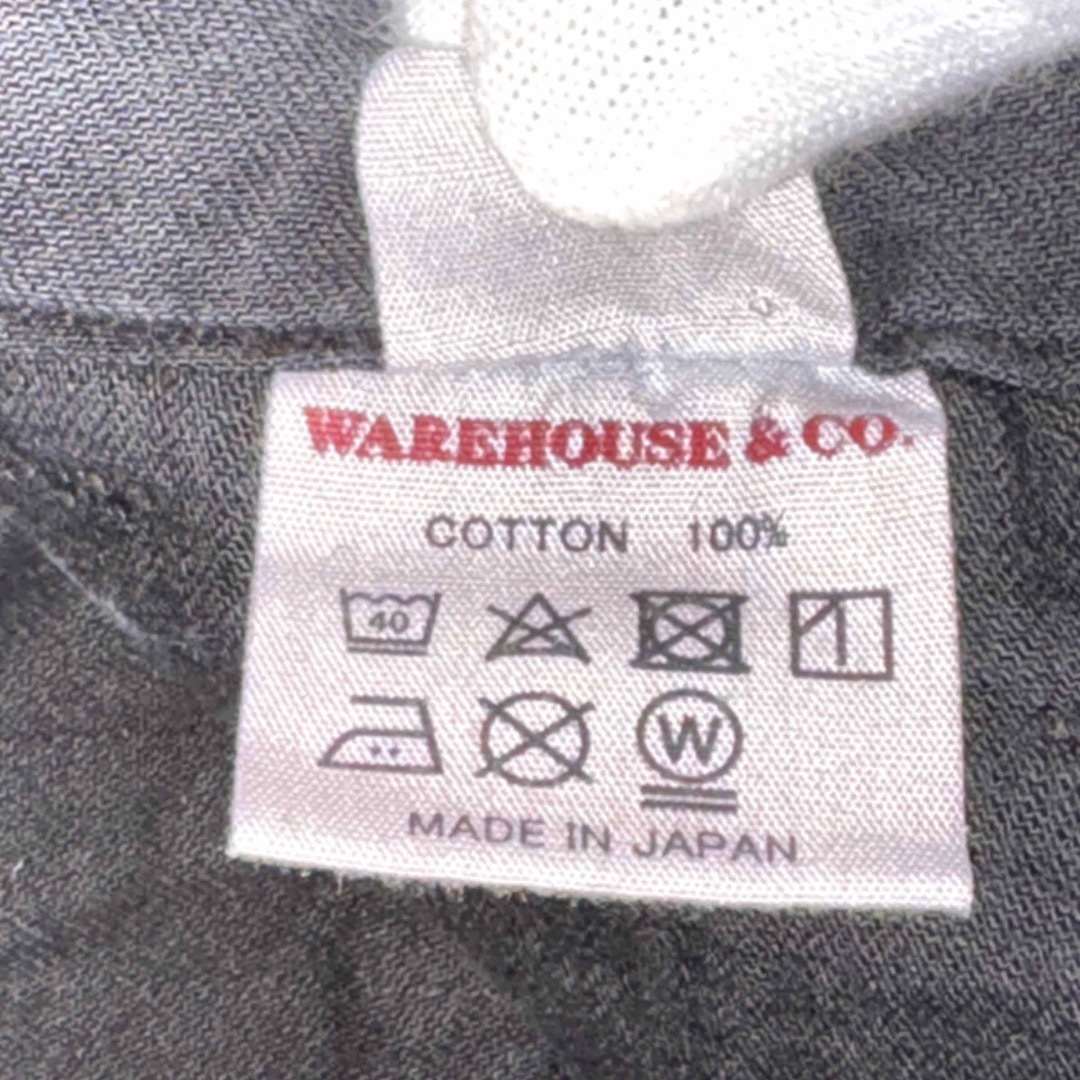 WAREHOUSE & CO.
COTTON 100%
40
W
MADE IN JAPAN